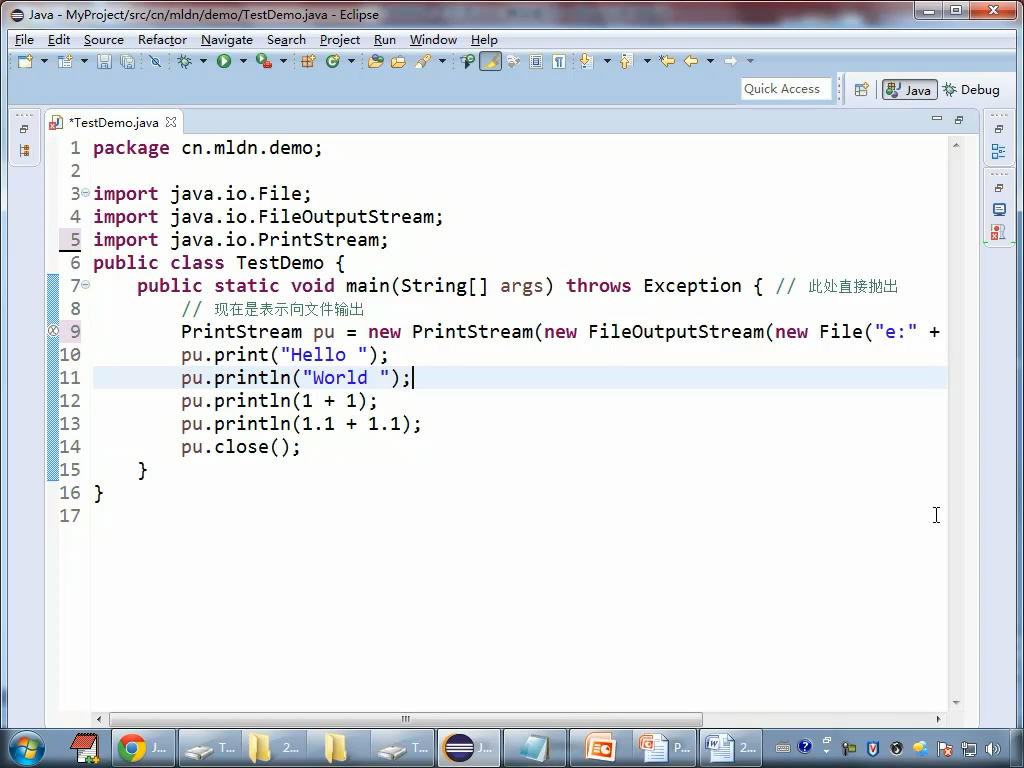 Java - MyProject/src/cn/mldn/demo/TestDemo.java - Eclipse
File Edit Source Refactor Navigate Search Project Run Window Help
Quick Access
Java
Debug
*TestDemo.java
1 package cn.mldn.demo;
2
3 import java.io.File;
4 import java.io.FileOutputStream;
5 import java.io.PrintStream;
6 public class TestDemo {
7 public static void main(String[] args) throws Exception { // 此处直接抛出
8 // 现在是表示向文件输出
9 PrintStream pu = new PrintStream(new FileOutputStream(new File("e:" +
10 pu.print("Hello ");
11 pu.println("World ");
12 pu.println(1 + 1);
13 pu.println(1.1 + 1.1);
14 pu.close();
15 }
16 }
17
J... T... 2... T... J... P... 2...